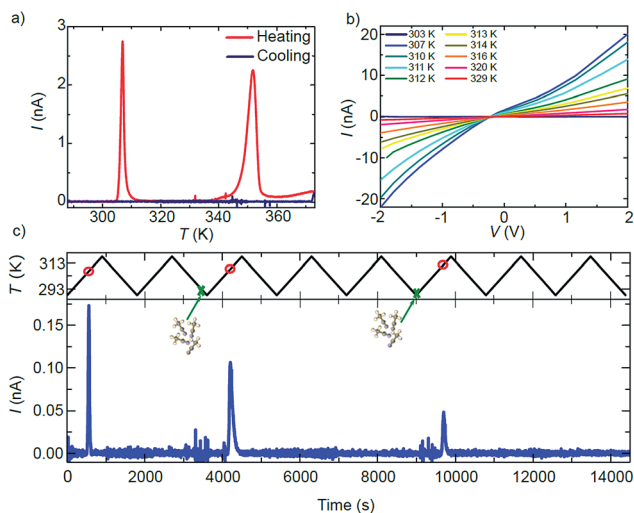 a)
3
2
1
0
I (nA)
Heating
Cooling
300
320
340
360
T (K)
b)
303 K
307 K
310 K
311 K
312 K
313 K
314 K
316 K
320 K
329 K
20
10
0
-10
-20
I (nA)
-2
-1
0
1
2
V (V)
c)
T (K)
313
293
I (nA)
0.15
0.10
0.05
0.00
0
2000
4000
6000
8000
10000
12000
14000
Time (s)